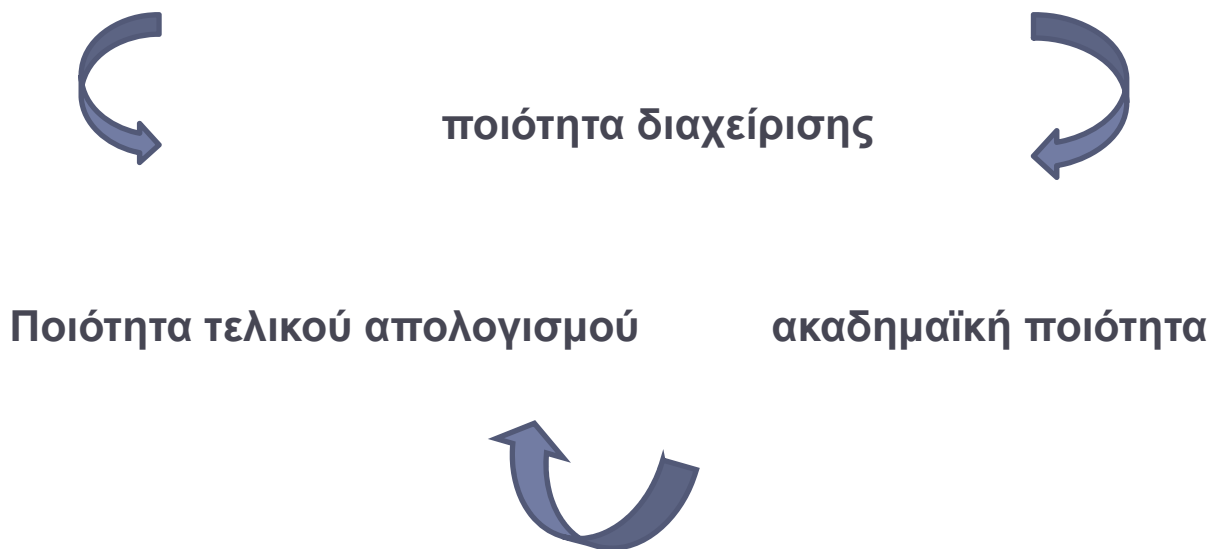 ποιότητα διαχείρισης
Ποιότητα τελικού απολογισμού ακαδημαϊκή ποιότητα